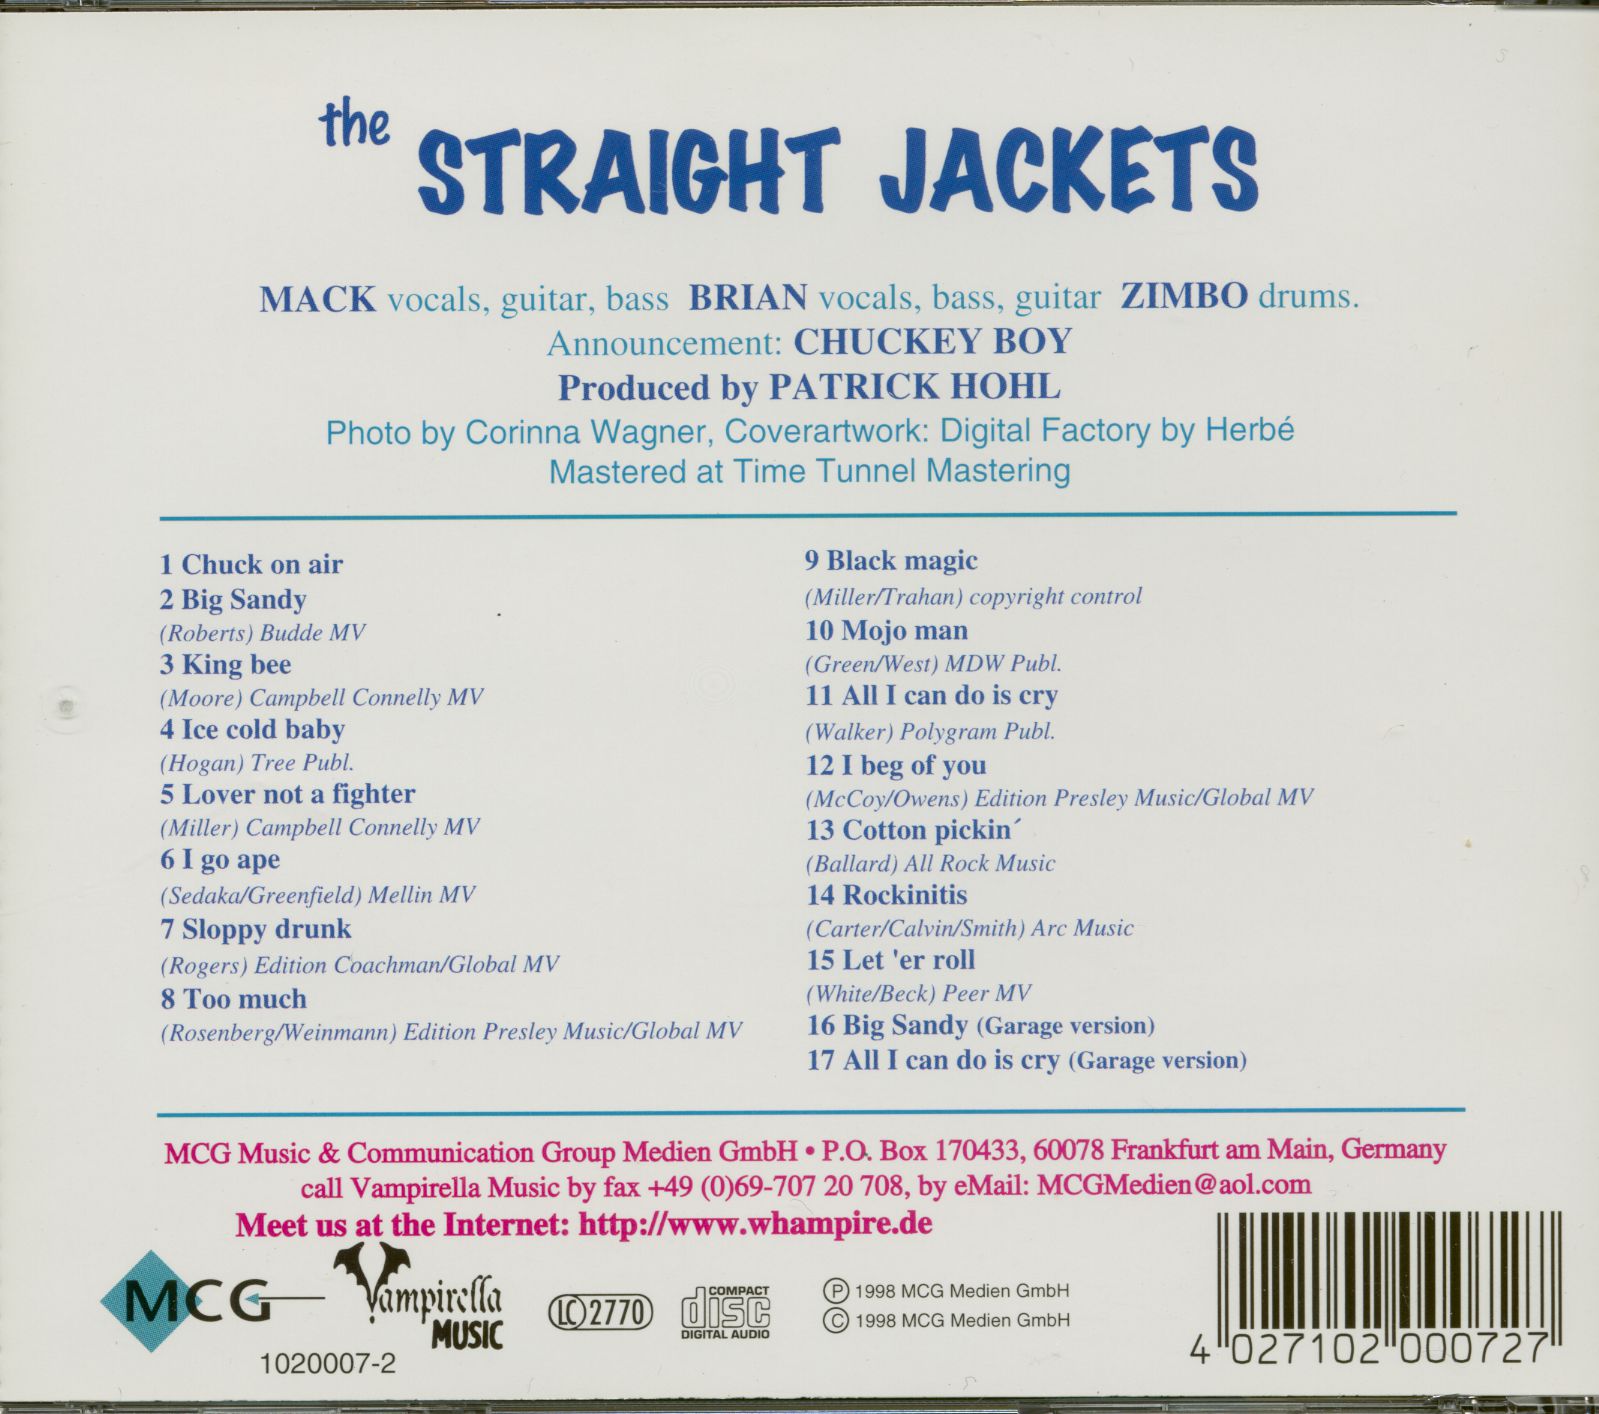 the STRAIGHT JACKETS
MACK vocals, guitar, bass BRIAN vocals, bass, guitar ZIMBO drums.
Announcement: CHUCKEY BOY
Produced by PATRICK HOHL
Photo by Corinna Wagner, Coverartwork: Digital Factory by Herbé
Mastered at Time Tunnel Mastering
1 Chuck on air
2 Big Sandy
(Roberts) Budde MV
3 King bee
(Moore) Campbell Connelly MV
4 Ice cold baby
(Hogan) Tree Publ.
5 Lover not a fighter
(Miller) Campbell Connelly MV
6 I go ape
(Sedaka/Greenfield) Mellin MV
7 Sloppy drunk
(Rogers) Edition Coachman/Global MV
8 Too much
(Rosenberg/Weinmann) Edition Presley Music/Global MV
9 Black magic
(Miller/Trahan) copyright control
10 Mojo man
(Green/West) MDW Publ.
11 All I can do is cry
(Walker) Polygram Publ.
12 I beg of you
(McCoy/Owens) Edition Presley Music/Global MV
13 Cotton pickin´
(Ballard) All Rock Music
14 Rockinitis
(Carter/Calvin/Smith) Arc Music
15 Let 'er roll
(White/Beck) Peer MV
16 Big Sandy (Garage version)
17 All I can do is cry (Garage version)
MCG Music & Communication Group Medien GmbH • P.O. Box 170433, 60078 Frankfurt am Main, Germany
call Vampirella Music by fax +49 (0)69-707 20 708, by eMail: MCGMedien@aol.com
Meet us at the Internet: http://www.whampire.de
MCG
Vampirella
MUSIC
LC 2770
COMPACT
disc
DIGITAL AUDIO
Ⓟ 1998 MCG Medien GmbH
© 1998 MCG Medien GmbH
1020007-2
4 027102 000727